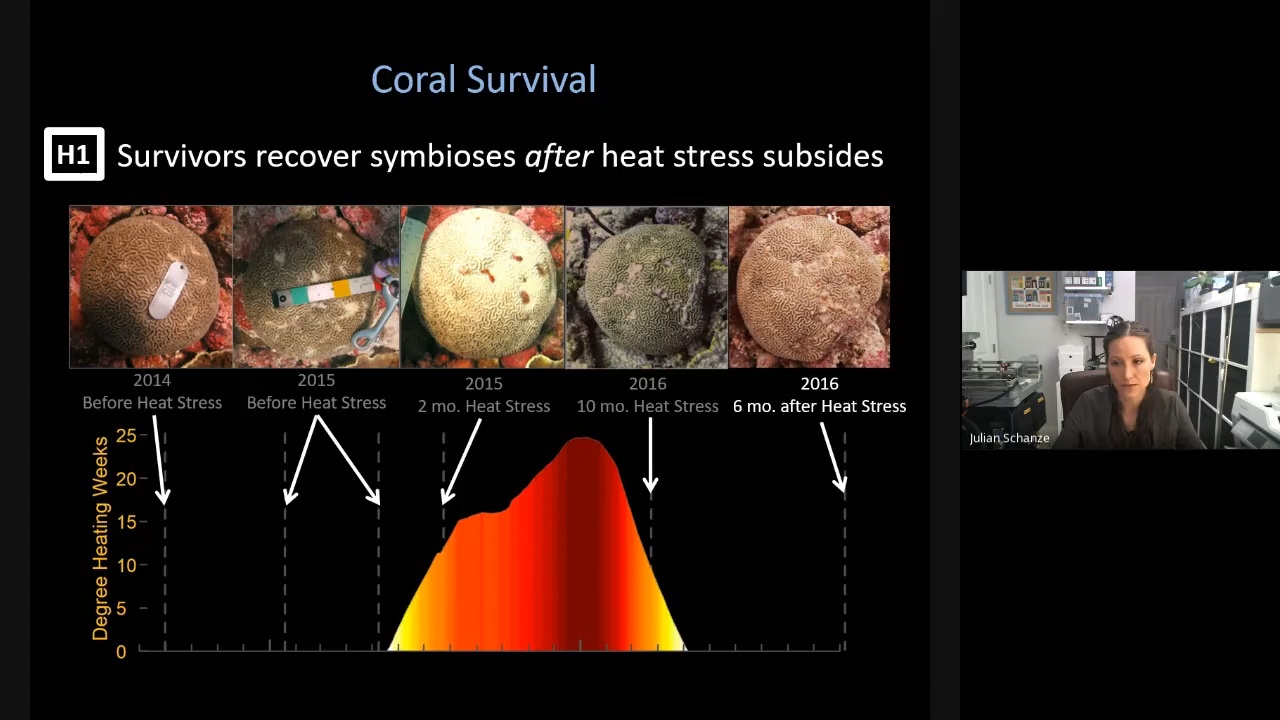 Coral Survival
H1
Survivors recover symbioses after heat stress subsides
2014
Before Heat Stress
2015
Before Heat Stress
2015
2 mo. Heat Stress
2016
10 mo. Heat Stress
2016
6 mo. after Heat Stress
Degree Heating Weeks
25
20
15
10
5
0
Julian Schanze